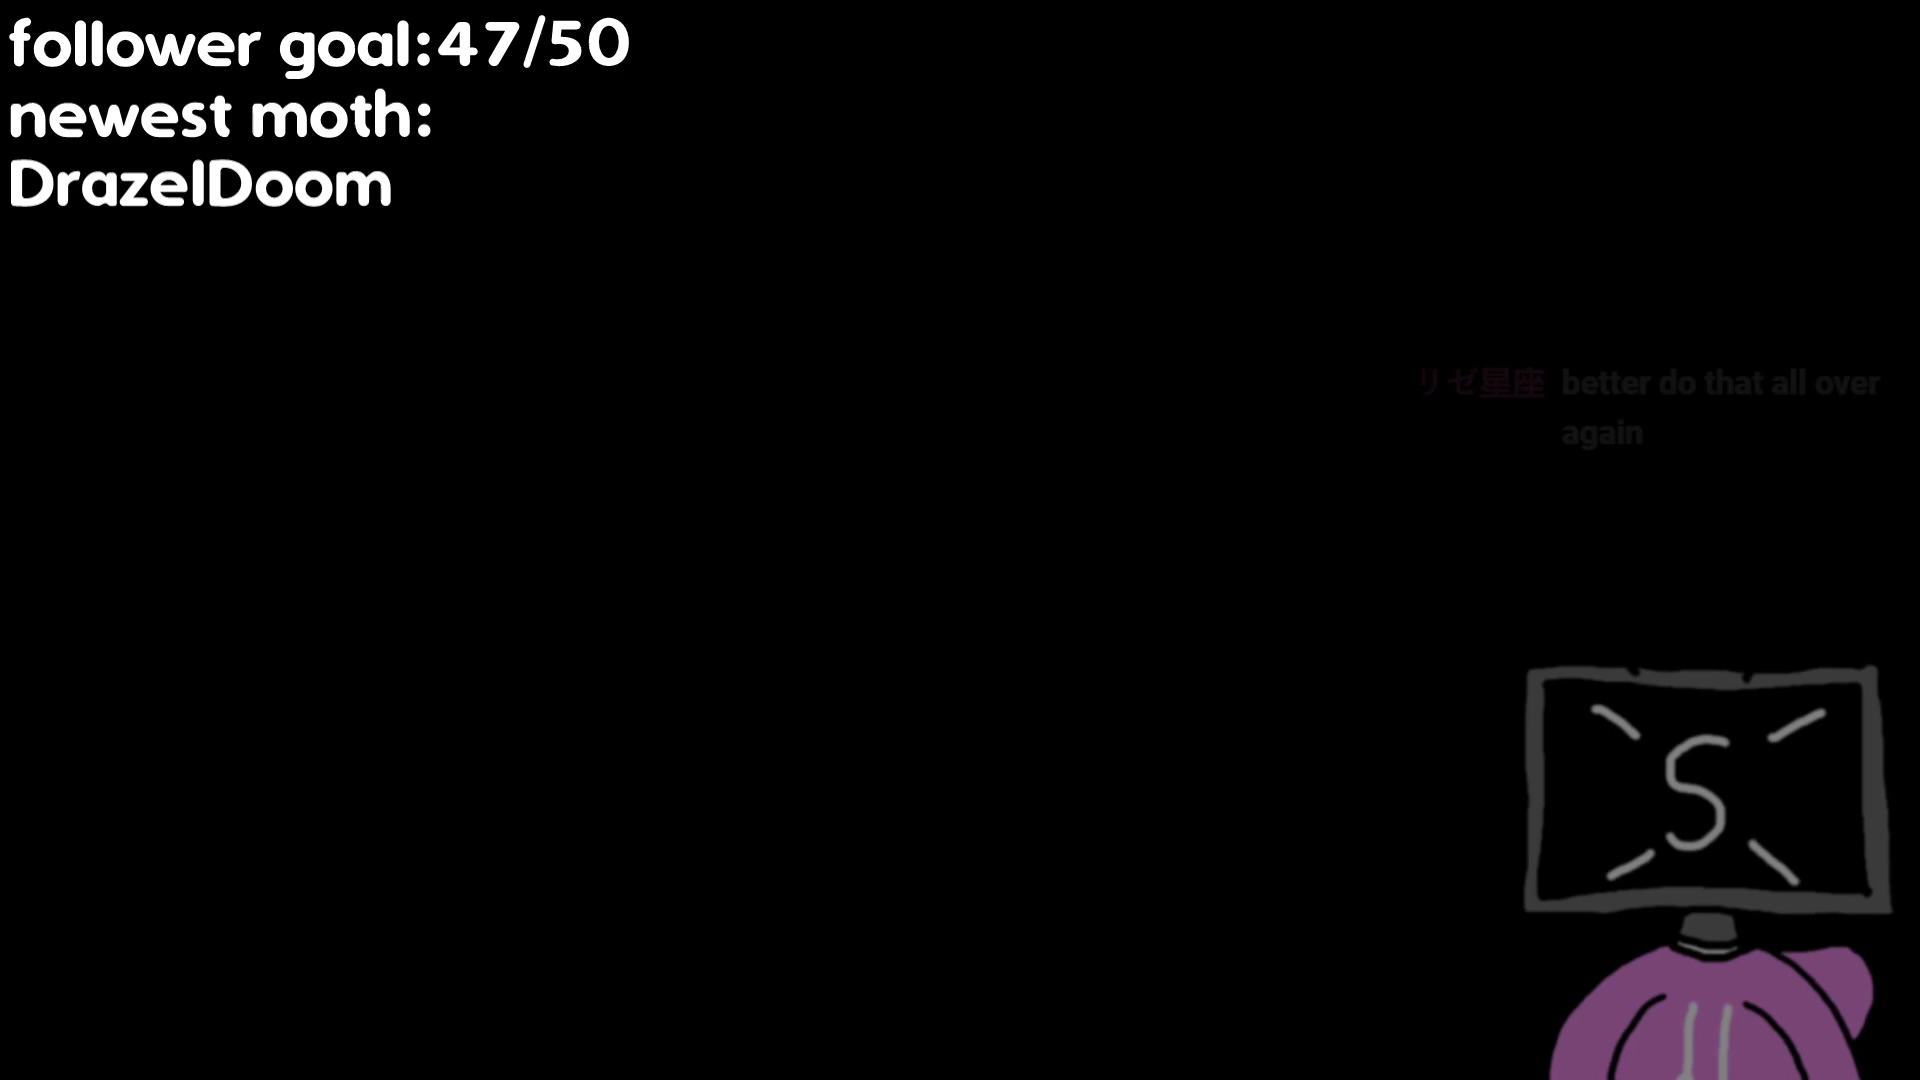 follower goal:47/50
newest moth:
DrazelDoom
リゼ星座 better do that all over
again
S